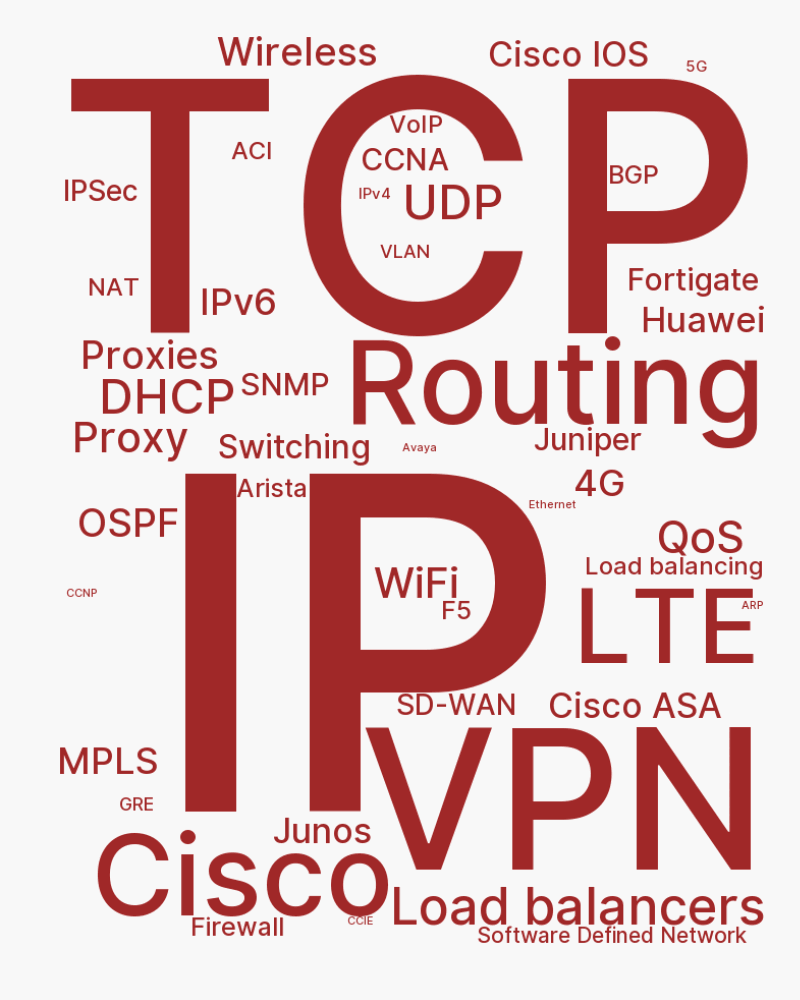 Wireless
Cisco IOS
5G
TCP
VoIP
ACI
CCNA
BGP
IPSec
IPv4
UDP
VLAN
NAT
IPv6
Fortigate
Huawei
Proxies
Routing
SNMP
DHCP
Proxy
Switching
Avaya
Juniper
IP
Arista
4G
Ethernet
OSPF
QoS
Load balancing
WiFi
CCNP
F5
LTE
ARP
SD-WAN
Cisco ASA
MPLS
VPN
GRE
Junos
Cisco
Load balancers
CCIE
Firewall
Software Defined Network